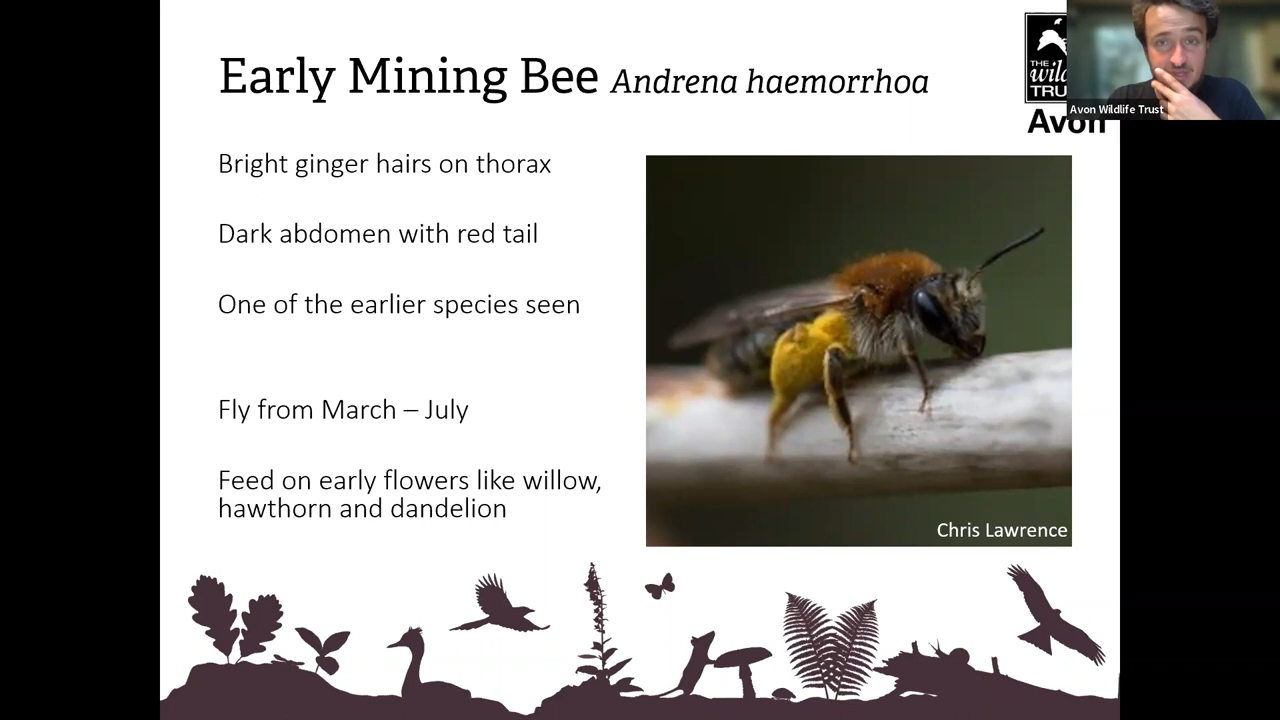 Early Mining Bee Andrena haemorrhoa
THE
wild
TRU
Avon
Avon Wildlife Trust
Bright ginger hairs on thorax
Dark abdomen with red tail
One of the earlier species seen
Fly from March – July
Feed on early flowers like willow,
hawthorn and dandelion
Chris Lawrence